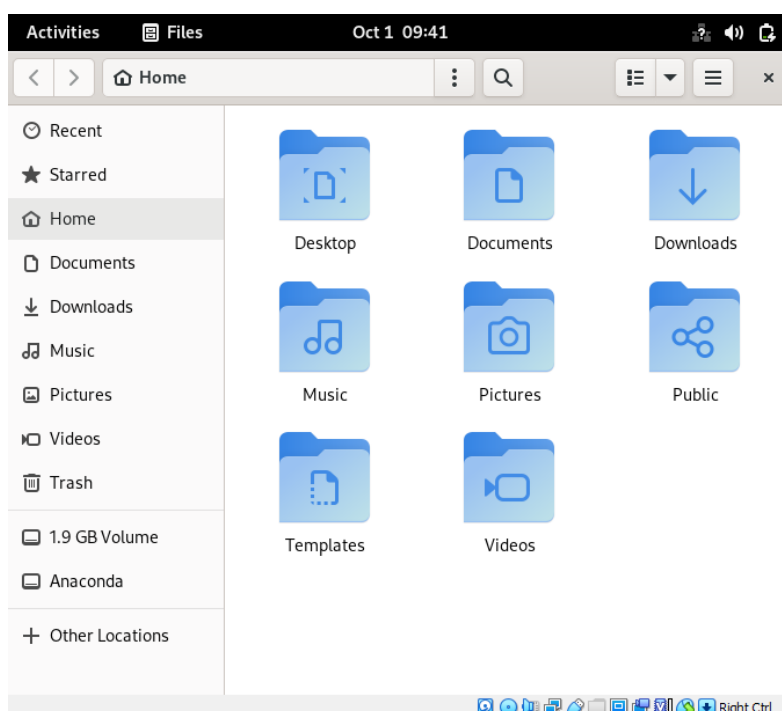 Activities Files Oct 1 09:41
Home
Recent
Starred
Home
Documents
Downloads
Music
Pictures
Videos
Trash
1.9 GB Volume
Anaconda
Other Locations
Desktop Documents Downloads
Music Pictures Public
Templates Videos
Right Ctrl